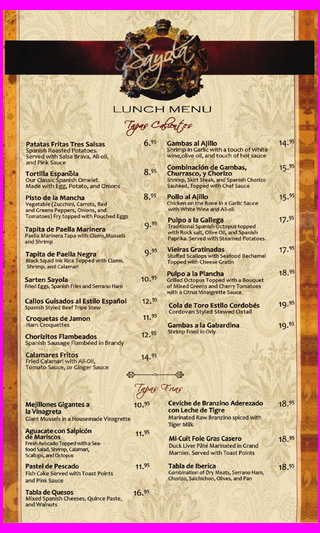 Sayola
LUNCH MENU
Tapas Calientes
Patatas Fritas Tres Salsas 6.95
Spanish Roasted Potatoes.
Served with Salsa Brava, Ali-oli,
and Pink Sauce
Tortilla Española 8.95
Our Classic Spanish Omelet.
Made with Egg, Potato, and Onions
Pisto de la Mancha 8.95
Vegetable (Zucchini, Carrots, Red
and Greens Peppers, Onions, and
Tomatoes) Fry topped with Pouched Eggs
Tapita de Paella Marinera 9.95
Paella Marinera Tapa with Clams, Mussels
and Shrimp
Tapita de Paella Negra 9.95
Black Squid Ink Rice Topped with Clams,
Shrimp, and Calamari
Sarten Sayola 10.95
Fried Eggs, Spanish Fries and Serrano Ham
Callos Guisados al Estilo Español 12.95
Spanish Styled Beef Tripe Stew
Croquetas de Jamon 11.95
Ham Croquettes
Chorizitos Flambeados 12.95
Spanish Sausage Flambéed in Brandy
Calamares Fritos 14.95
Fried Calamari with Ali-Oli,
Tomato Sauce, or Ginger Sauce
Gambas al Ajillo 14.95
Shrimp in Garlic with a touch of White
wine, olive oil, and touch of hot sauce
Combinación de Gambas, 15.95
Churrasco, y Chorizo
Shrimp, Skirt Steak, and Spanish Chorizo
Sautéed, Topped with Chef Sauce
Pollo al Ajillo 15.95
Chicken on the Bone in a Garlic Sauce
with White Wine and Ali-oli
Pulpo a la Gallega 17.95
Traditional Spanish Octopus topped
with Rock salt, Olive Oil, and Spanish
Paprika. Served with Steamed Potatoes.
Vieiras Gratinadas 17.95
Stuffed Scallops with Seafood Bechamel
Topped with Cheese Gratin
Pulpo a la Plancha 18.95
Grilled Octopus Topped with a Bouquet
of Mixed Greens and Cherry Tomatoes
with a Citrus Vinegrette Sauce.
Cola de Toro Estilo Cordobés 19.95
Cordovan Styled Stewed Oxtail
Gambas a la Gabardina 19.95
Shrimp Fried in Orly
Tapas Frias
Mejillones Gigantes a 10.95
la Vinagreta
Giant Mussels in a Housemade Vinagrette
Aguacate con Salpicón 11.95
de Mariscos
Fresh Avocado Topped with a Sea-
food Salad, Shrimp, Calamari,
Scallops, and Octopus
Pastel de Pescado 11.95
Fish Cake Served with Toast Points
and Pink Sauce
Tabla de Quesos 16.95
Mixed Spanish Cheeses, Quince Paste,
and Walnuts
Ceviche de Branzino Aderezado 18.95
con Leche de Tigre
Marinated Raw Branzino spiced with
Tiger Milk
Mi-Cuit Foie Gras Casero 18.95
Duck Liver Pâté Marinated in Grand
Marnier. Served with Toast Points
Tabla de Iberica 18.95
Combination of Dry Meats, Serrano Ham,
Chorizo, Salchichon, Olives, and Pan